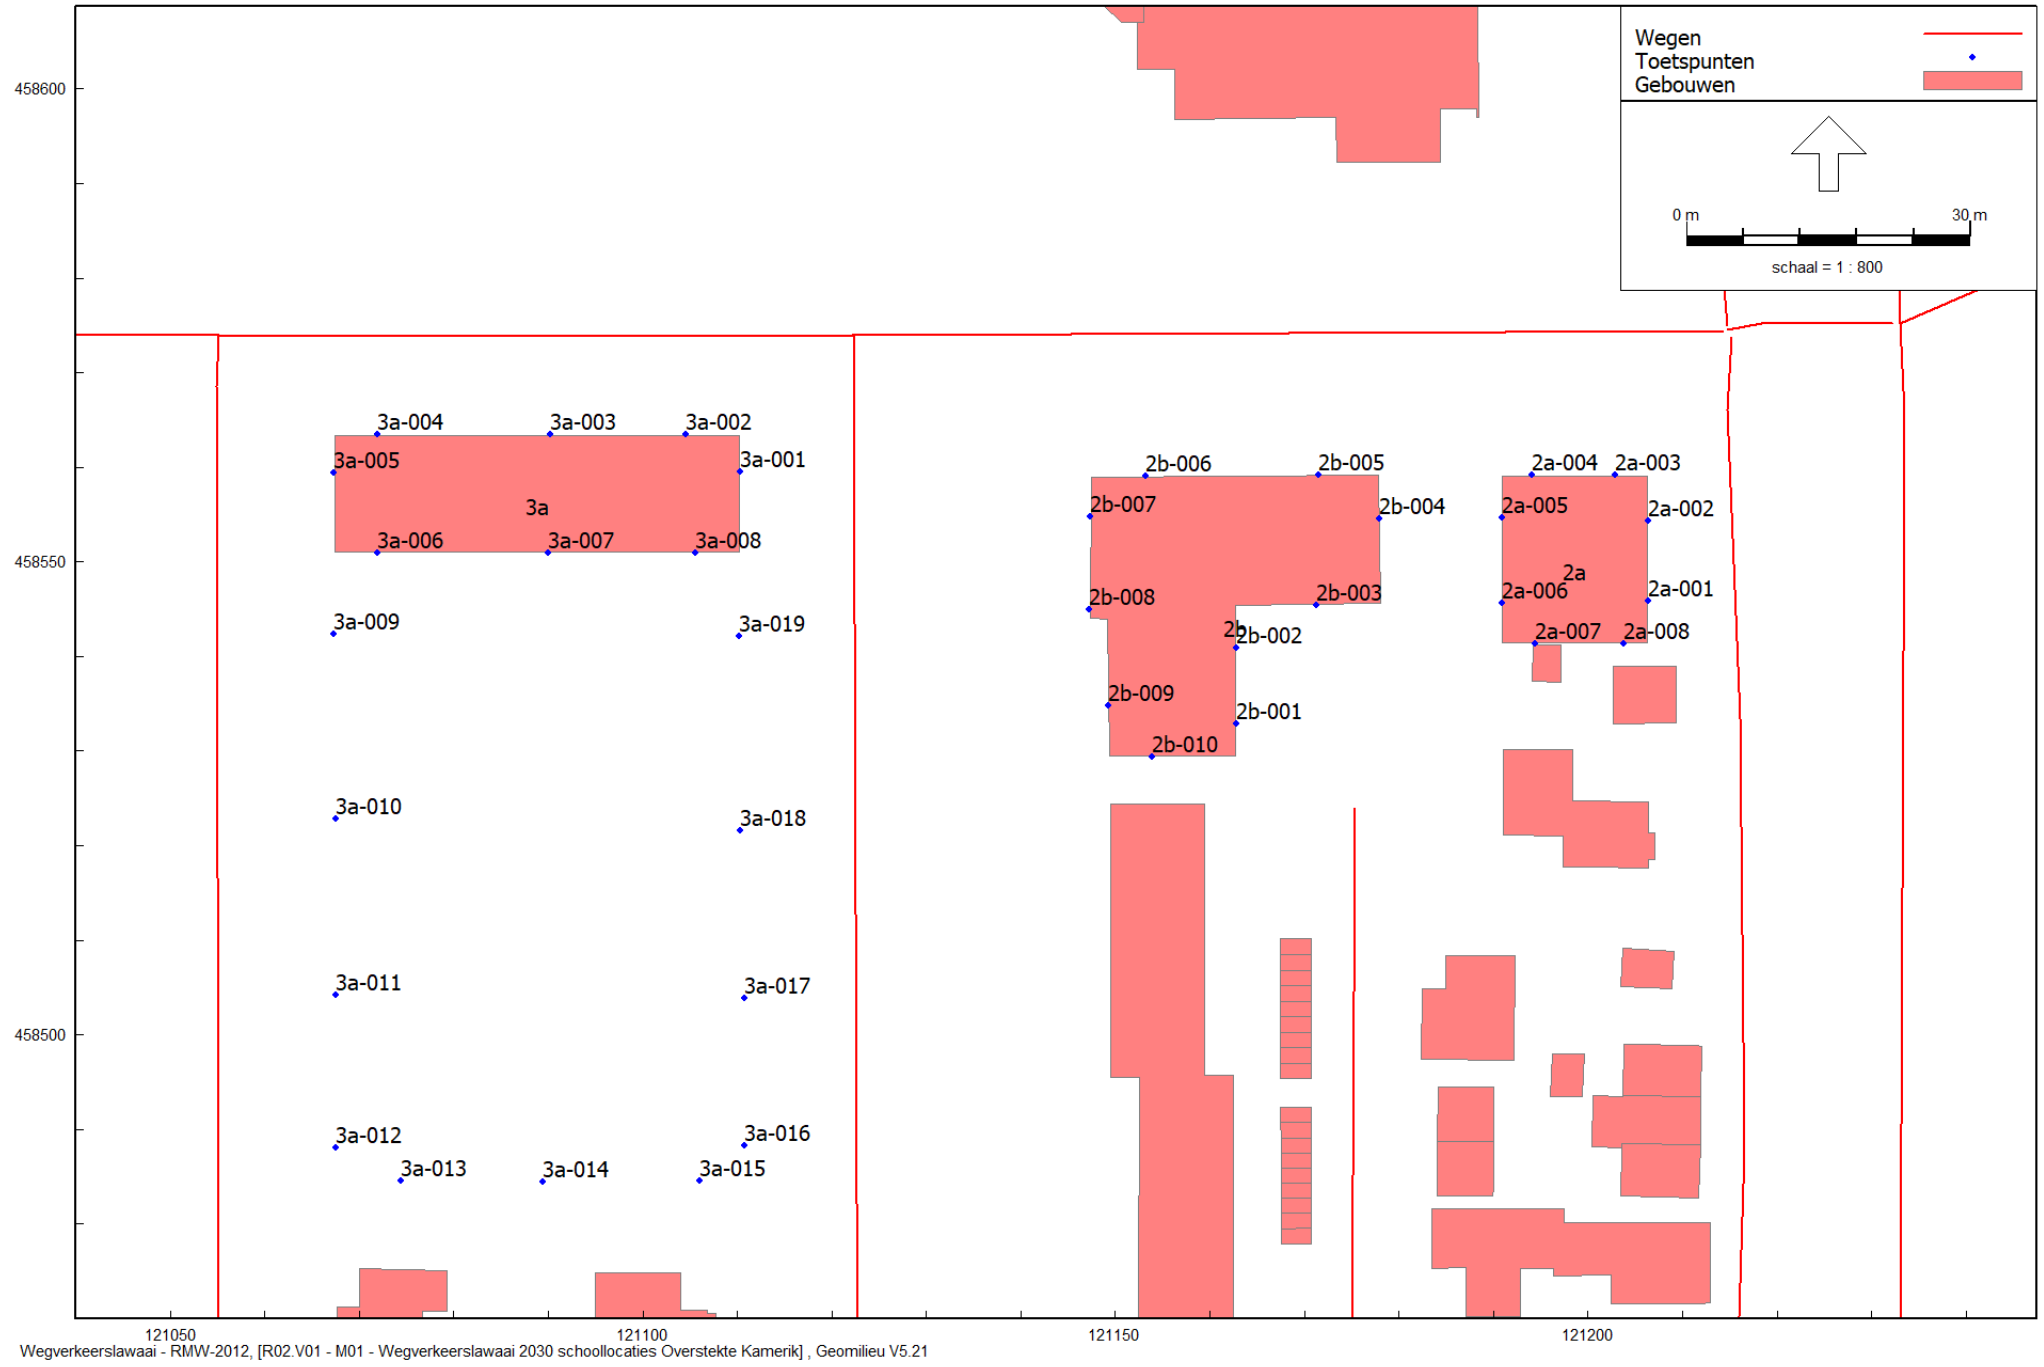 Wegen
Toetspunten
Gebouwen
0 m 30 m
schaal = 1 : 800
458600
3a-004 3a-003 3a-002
3a-005 3a-001
3a
3a-006 3a-007 3a-008
2b-006 2b-005 2a-004 2a-003
2b-007 2b-004 2a-005 2a-002
458550
2a
2b-008 2b-003 2a-006 2a-001
3a-009 3a-019 2b 2b-002 2a-007 2a-008
2b-009 2b-001
2b-010
3a-010 3a-018
3a-011 3a-017
458500
3a-012 3a-016
3a-013 3a-014 3a-015
121050 121100 121150 121200
Wegverkeerslawaai - RMW-2012, [R02.V01 - M01 - Wegverkeerslawaai 2030 schoollocaties Overstekte Kamerik] , Geomilieu V5.21